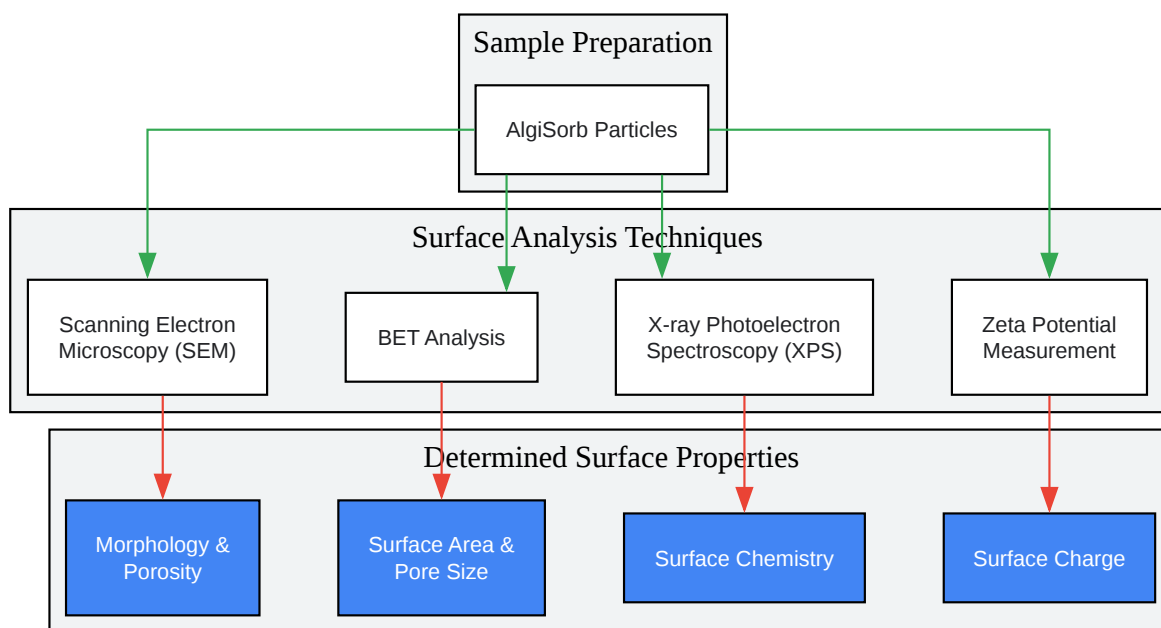 Sample Preparation
AlgiSorb Particles
Surface Analysis Techniques
Scanning Electron
Microscopy (SEM)
BET Analysis
X-ray Photoelectron
Spectroscopy (XPS)
Zeta Potential
Measurement
Determined Surface Properties
Morphology &
Porosity
Surface Area &
Pore Size
Surface Chemistry
Surface Charge